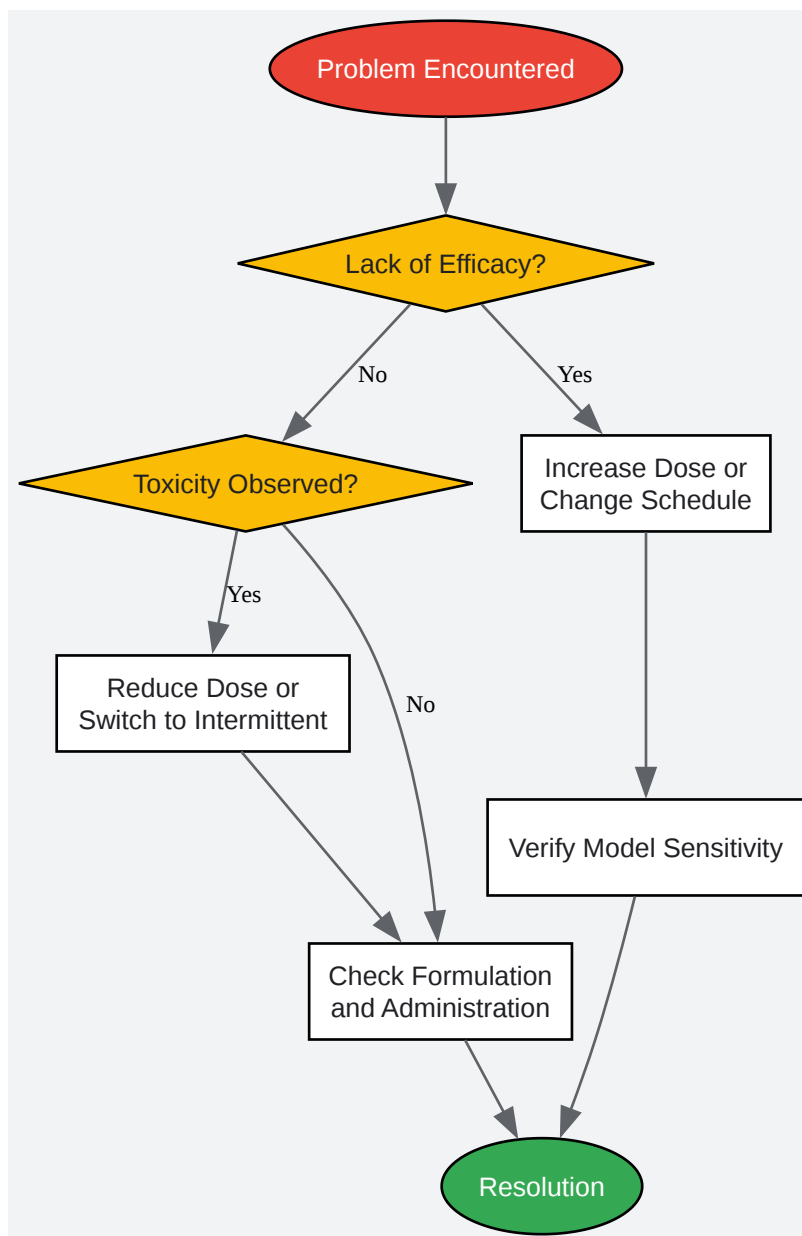 Problem Encountered
Lack of Efficacy?
No
Yes
Toxicity Observed?
Increase Dose or
Change Schedule
Yes
Reduce Dose or
Switch to Intermittent
No
Verify Model Sensitivity
Check Formulation
and Administration
Resolution